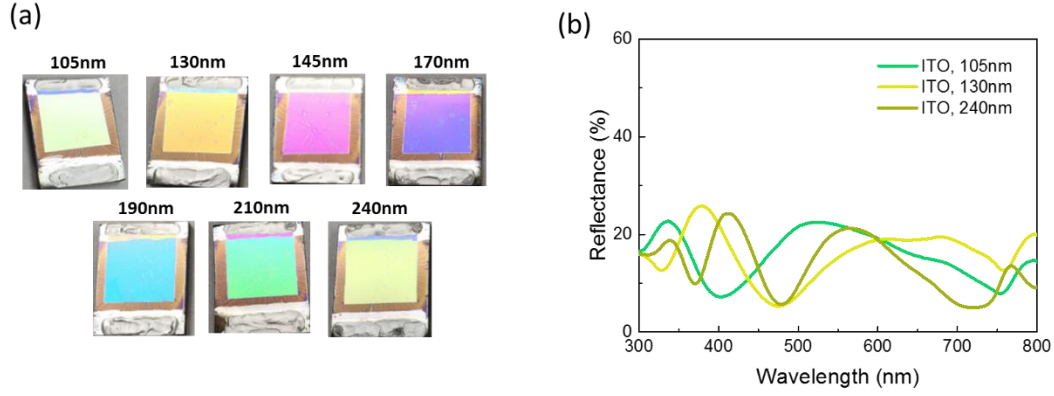 (a)
105nm 130nm 145nm 170nm
190nm 210nm 240nm
(b)
60
40
20
0
Reflectance (%)
ITO, 105nm
ITO, 130nm
ITO, 240nm
300 400 500 600 700 800
Wavelength (nm)